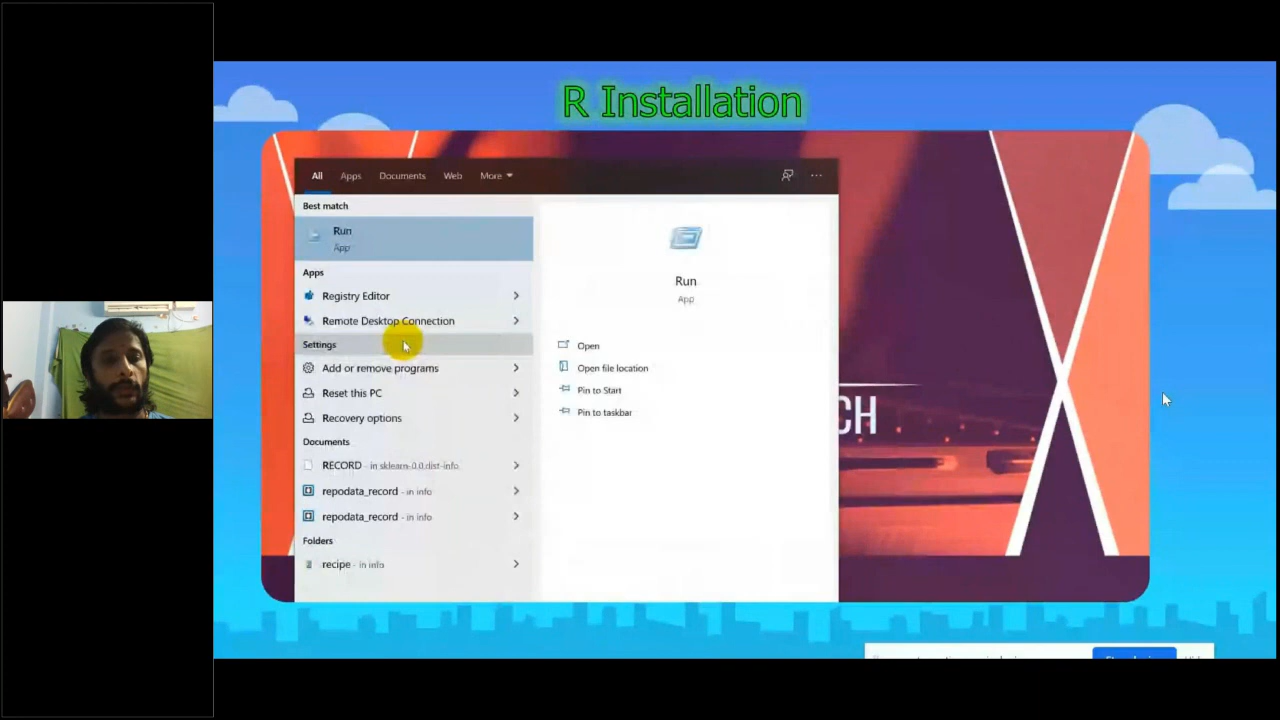 R Installation
All Apps Documents Web More
Best match
Run
App
Apps
Registry Editor
Remote Desktop Connection
Settings
Add or remove programs
Reset this PC
Recovery options
Documents
RECORD - in sklearn-0.0.dist-info
repodata_record - in info
repodata_record - in info
Folders
recipe - in info
Run
App
Open
Open file location
Pin to Start
Pin to taskbar
CH